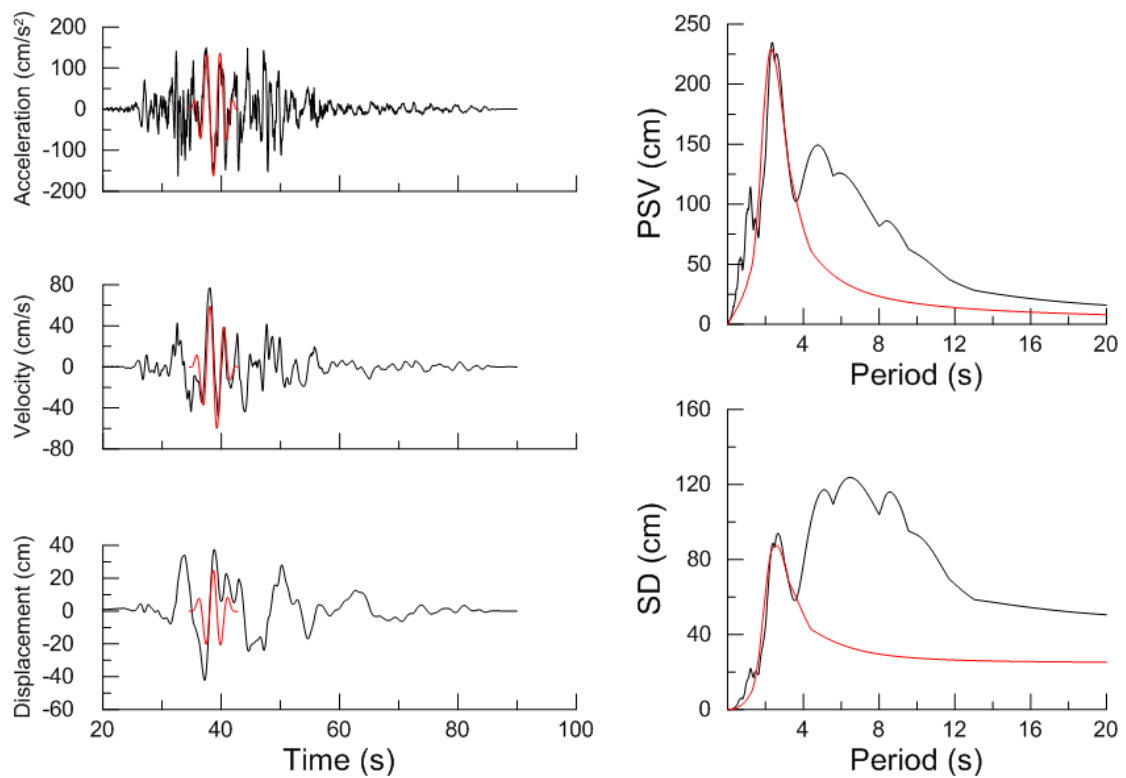 Acceleration (cm/s²)
200
100
0
-100
-200
Velocity (cm/s)
80
40
0
-40
-80
Displacement (cm)
40
20
0
-20
-40
-60
20 40 60 80 100
Time (s)
PSV (cm)
250
200
150
100
50
0
4 8 12 16 20
Period (s)
SD (cm)
160
120
80
40
0
4 8 12 16 20
Period (s)